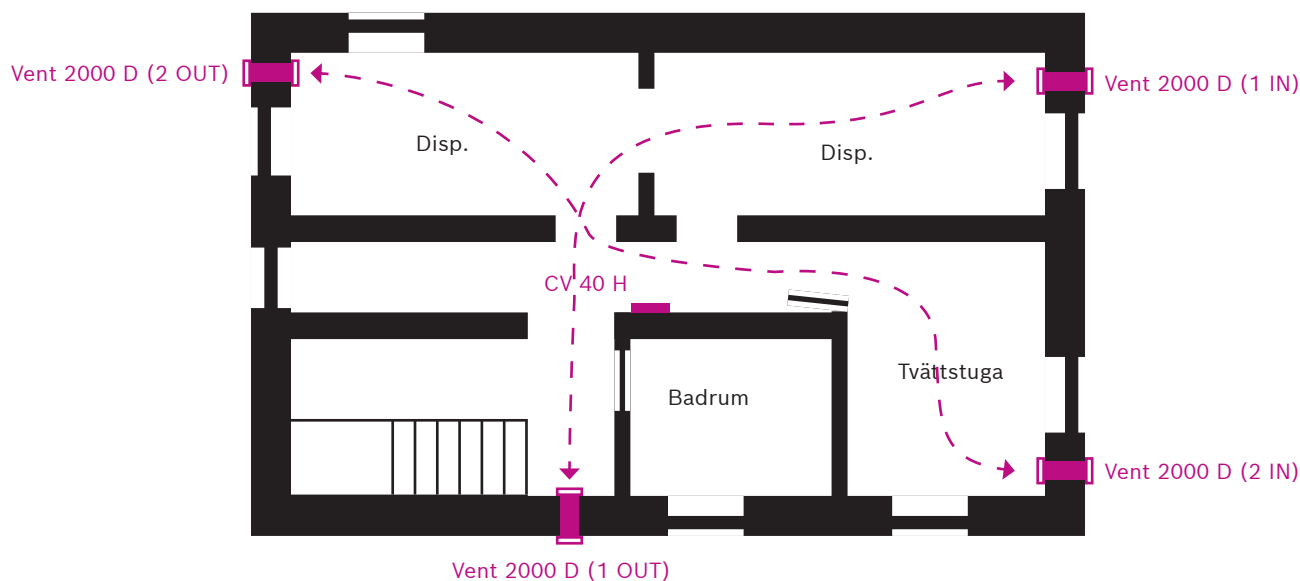 Vent 2000 D (2 OUT)
Vent 2000 D (1 IN)
Disp.
Disp.
CV 40 H
Tvättstuga
Badrum
Vent 2000 D (2 IN)
Vent 2000 D (1 OUT)